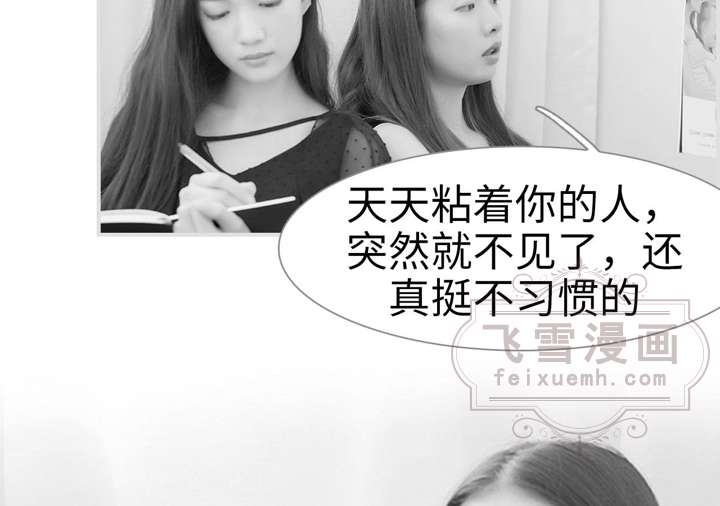 天天粘着你的人，
突然就不见了，还
真挺不习惯的
飞雪漫画
feixuemh.com